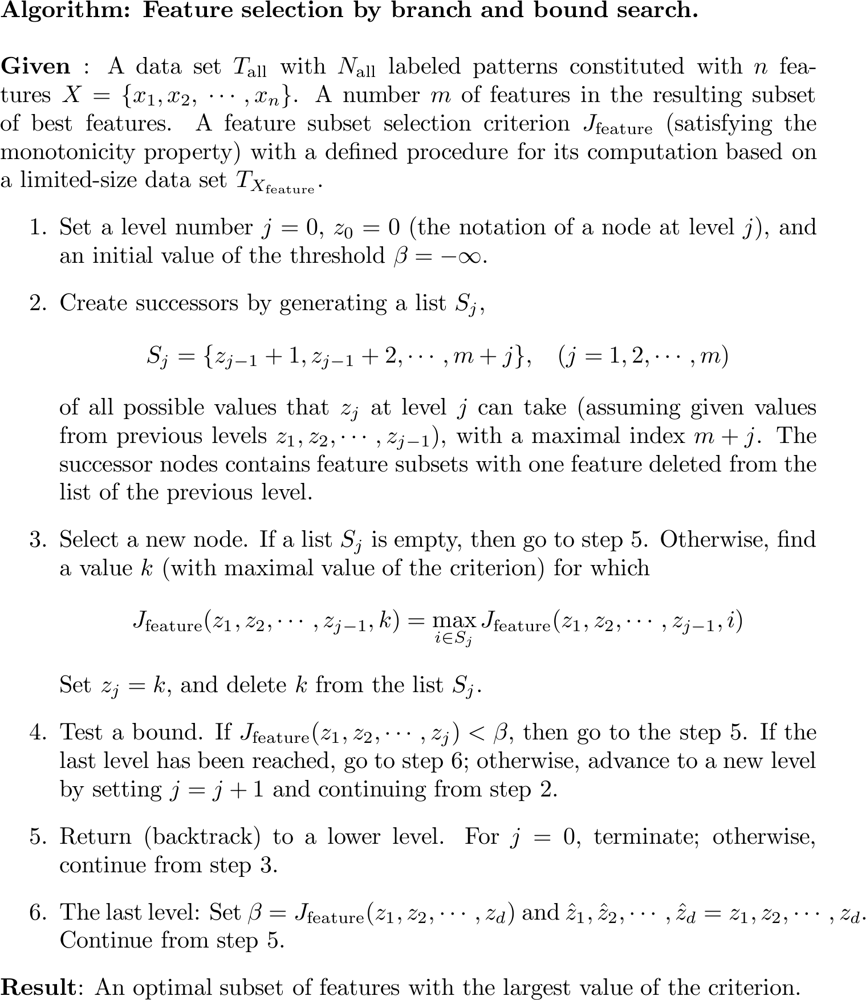 Algorithm: Feature selection by branch and bound search.
Given : A data set T_all with N_all labeled patterns constituted with n fea-
tures X = {x_1, x_2, ··· , x_n}. A number m of features in the resulting subset
of best features. A feature subset selection criterion J_feature (satisfying the
monotonicity property) with a defined procedure for its computation based on
a limited-size data set T_{X_feature}.
1. Set a level number j = 0, z_0 = 0 (the notation of a node at level j), and
an initial value of the threshold β = −∞.
2. Create successors by generating a list S_j,
S_j = {z_{j−1} + 1, z_{j−1} + 2, ··· , m + j}, (j = 1, 2, ··· , m)
of all possible values that z_j at level j can take (assuming given values
from previous levels z_1, z_2, ··· , z_{j−1}), with a maximal index m + j. The
successor nodes contains feature subsets with one feature deleted from the
list of the previous level.
3. Select a new node. If a list S_j is empty, then go to step 5. Otherwise, find
a value k (with maximal value of the criterion) for which
J_feature(z_1, z_2, ··· , z_{j−1}, k) = max_{i∈S_j} J_feature(z_1, z_2, ··· , z_{j−1}, i)
Set z_j = k, and delete k from the list S_j.
4. Test a bound. If J_feature(z_1, z_2, ··· , z_j) < β, then go to the step 5. If the
last level has been reached, go to step 6; otherwise, advance to a new level
by setting j = j + 1 and continuing from step 2.
5. Return (backtrack) to a lower level. For j = 0, terminate; otherwise,
continue from step 3.
6. The last level: Set β = J_feature(z_1, z_2, ··· , z_d) and ẑ_1, ẑ_2, ··· , ẑ_d = z_1, z_2, ··· , z_d.
Continue from step 5.
Result: An optimal subset of features with the largest value of the criterion.